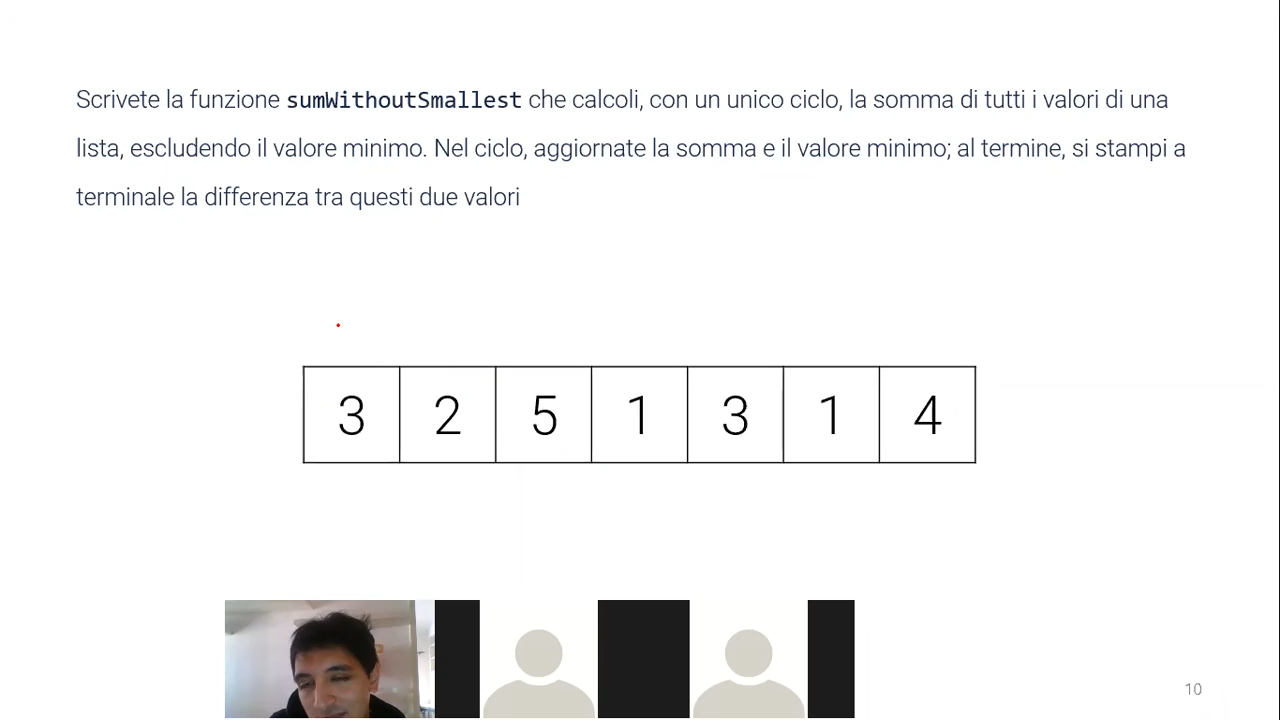 Scrivete la funzione sumWithoutSmallest che calcoli, con un unico ciclo, la somma di tutti i valori di una
lista, escludendo il valore minimo. Nel ciclo, aggiornate la somma e il valore minimo; al termine, si stampi a
terminale la differenza tra questi due valori
3 2 5 1 3 1 4
10